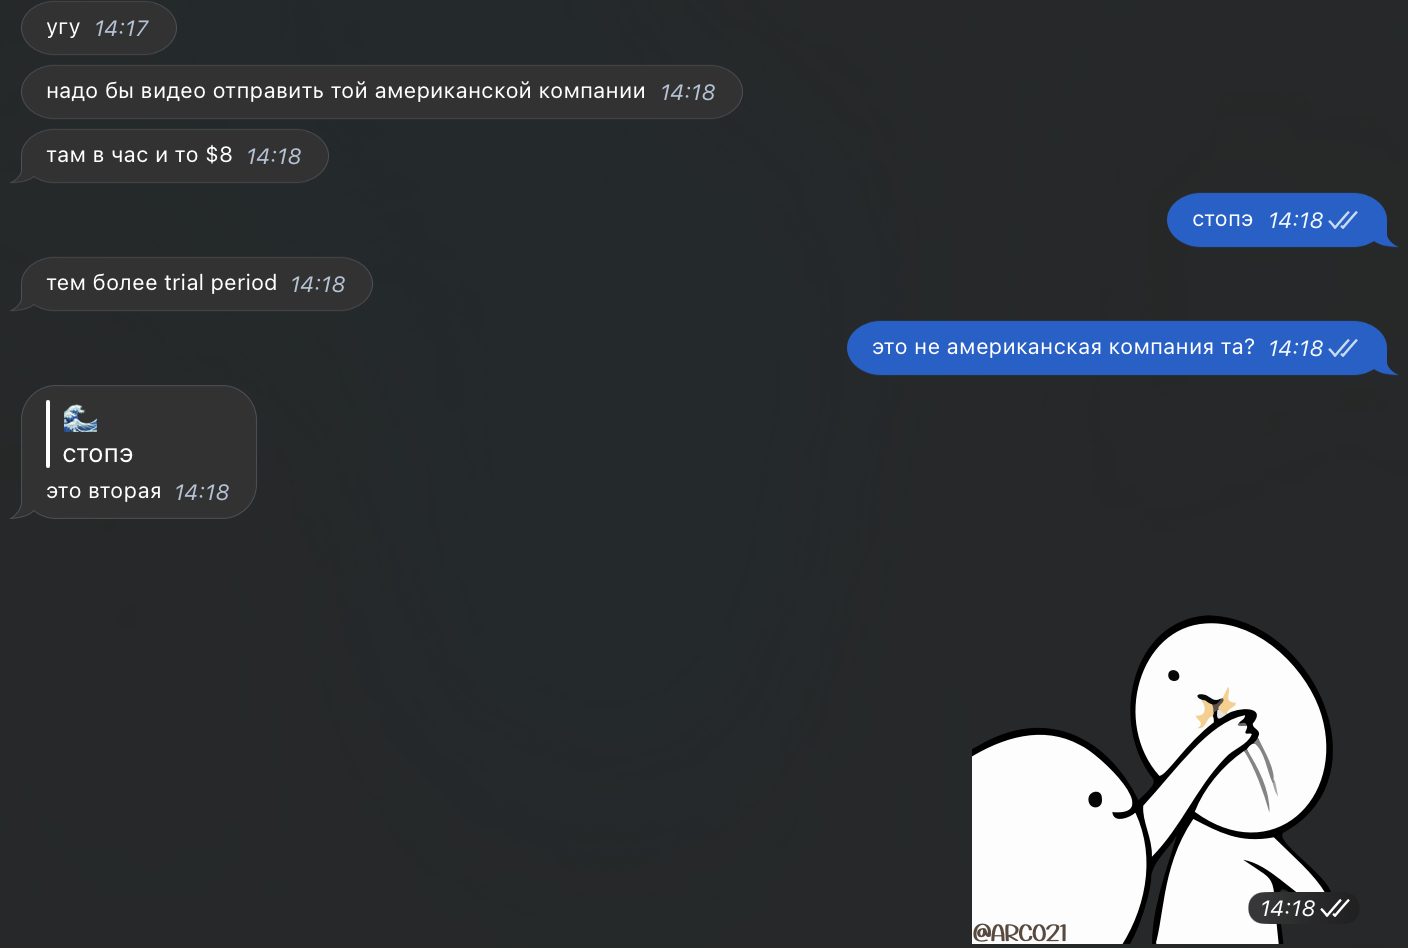 угу 14:17
надо бы видео отправить той американской компании 14:18
там в час и то $8 14:18
стопэ 14:18
тем более trial period 14:18
это не американская компания та? 14:18
🌊
стопэ
это вторая 14:18
14:18
@ARCO21